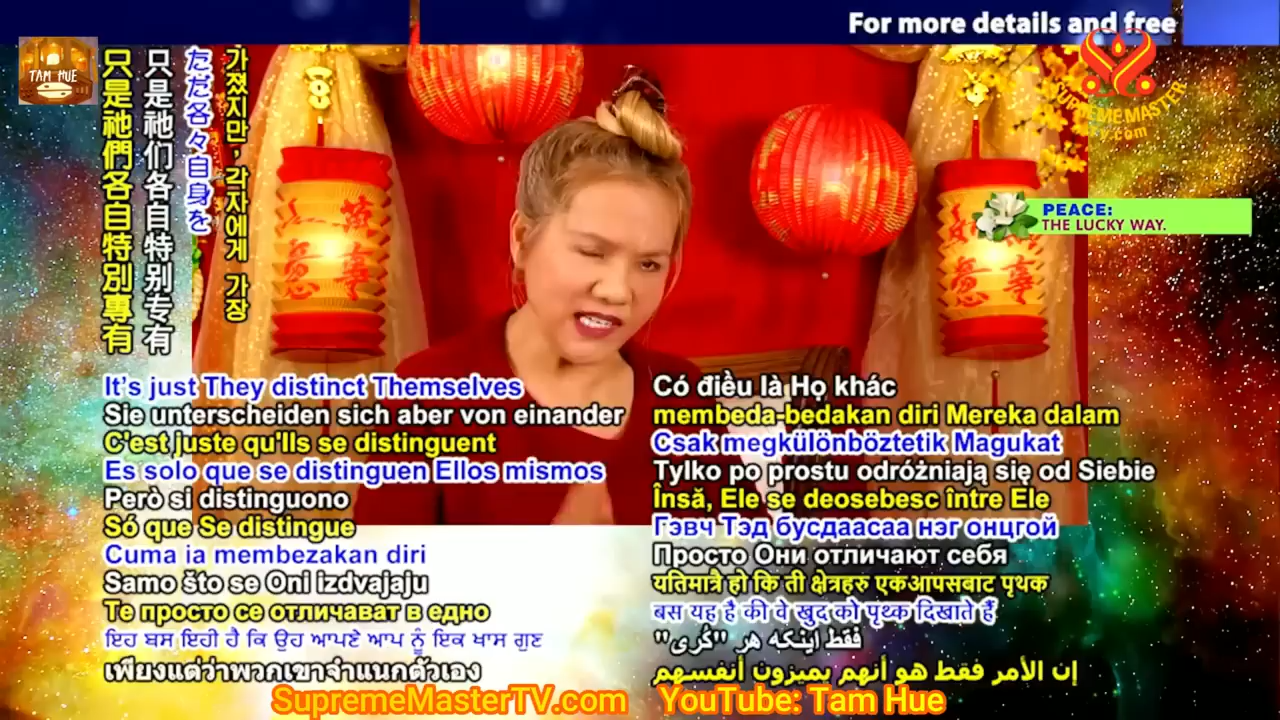 For more details and free
TAM HUE
SUPREME MASTER
TV.com
PEACE:
THE LUCKY WAY.
只是祂們各自特別專有
只是祂们各自特别专有
ただ各々自身を
가졌지만, 각자에게 가장
It's just They distinct Themselves
Sie unterscheiden sich aber von einander
C'est juste qu'Ils se distinguent
Es solo que se distinguen Ellos mismos
Però si distinguono
Só que Se distingue
Cuma ia membezakan diri
Samo što se Oni izdvajaju
Те просто се отличават в едно
ਇਹ ਬਸ ਇਹੀ ਹੈ ਕਿ ਉਹ ਆਪਣੇ ਆਪ ਨੂੰ ਇਕ ਖਾਸ ਗੁਣ
เพียงแต่ว่าพวกเขาจำแนกตัวเอง
Có điều là Họ khác
membeda-bedakan diri Mereka dalam
Csak megkülönböztetik Magukat
Tylko po prostu odróżniają się od Siebie
Însă, Ele se deosebesc între Ele
Гэвч Тэд бусдаасаа нэг онцгой
Просто Они отличают себя
यतिमात्रै हो कि ती क्षेत्रहरु एकआपसबाट पृथक
बस यह है की वे खुद को पृथ्क दिखाते हैं
فقط اینکه هر "کُری"
إن الأمر فقط هو أنهم يميزون أنفسهم
SupremeMasterTV.com YouTube: Tam Hue